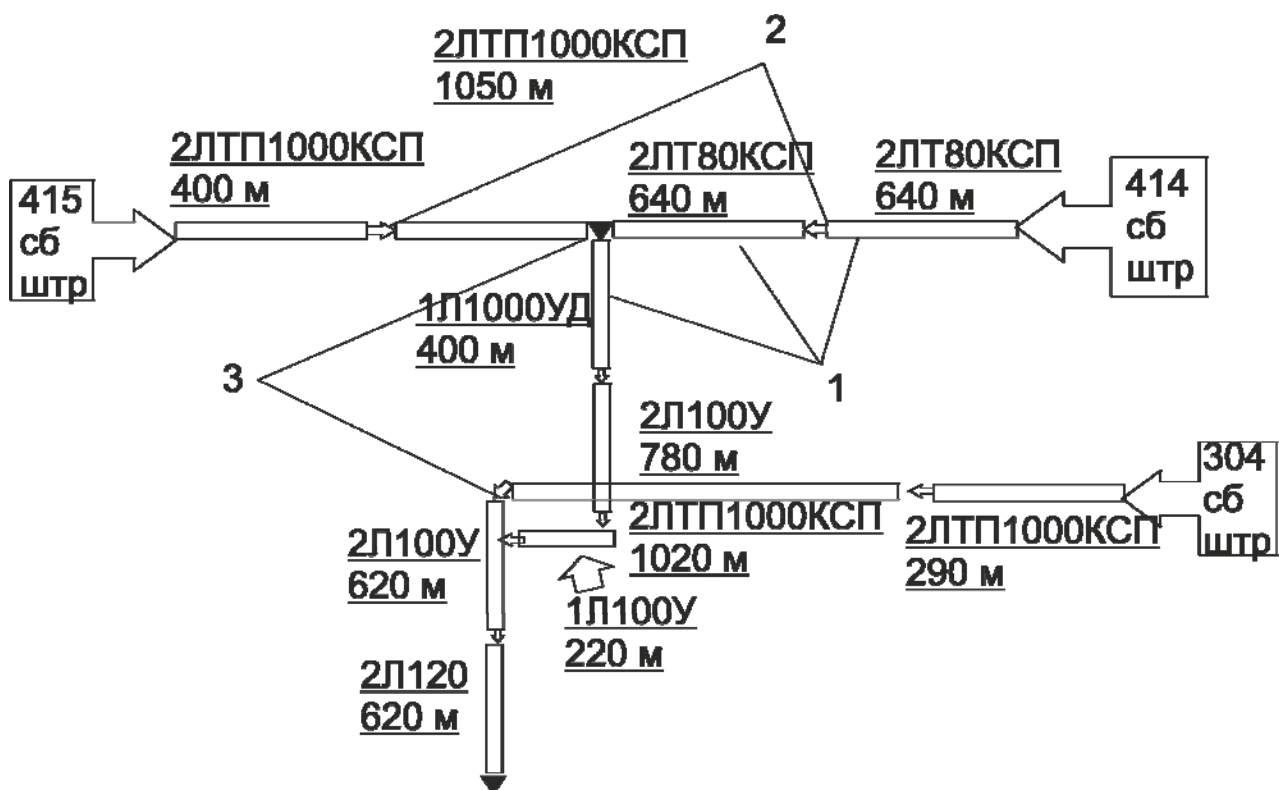 2
2ЛТП1000КСП
1050 м
2ЛТП1000КСП
400 м
2ЛТ80КСП
640 м
2ЛТ80КСП
640 м
415
сб
штр
414
сб
штр
1Л1000УД
400 м
3
1
2Л100У
780 м
304
сб
штр
2ЛТП1000КСП
1020 м
2ЛТП1000КСП
290 м
2Л100У
620 м
1Л100У
220 м
2Л120
620 м